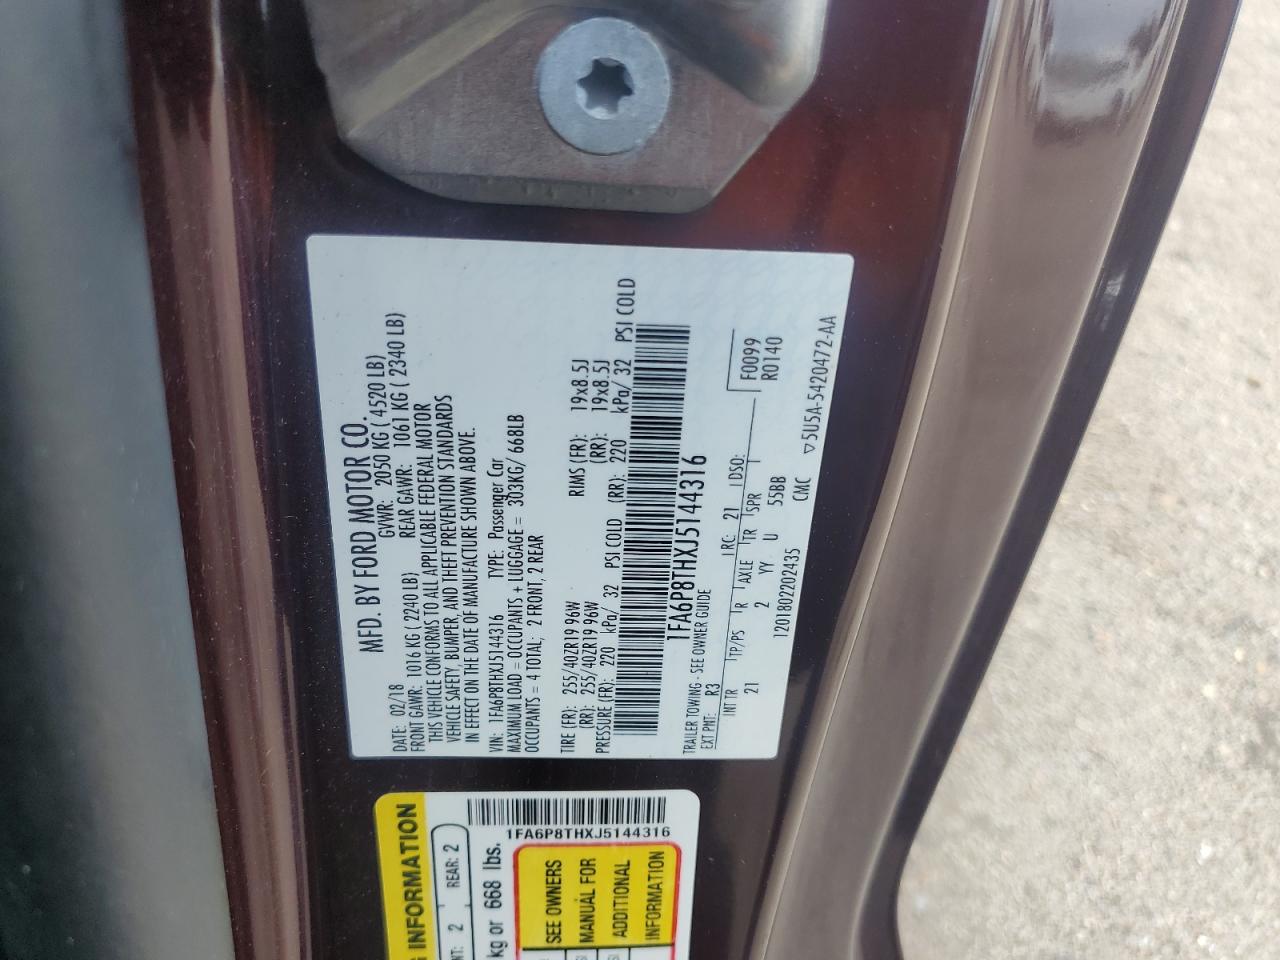 MFD. BY FORD MOTOR CO.
DATE: 02/18 GVWR: 2050 KG ( 4520 LB)
FRONT GAWR: 1016 KG ( 2240 LB) REAR GAWR: 1061 KG ( 2340 LB)
THIS VEHICLE CONFORMS TO ALL APPLICABLE FEDERAL MOTOR
VEHICLE SAFETY, BUMPER, AND THEFT PREVENTION STANDARDS
IN EFFECT ON THE DATE OF MANUFACTURE SHOWN ABOVE.
VIN: 1FA6P8THXJ5144316 TYPE: Passenger Car
MAXIMUM LOAD = OCCUPANTS + LUGGAGE = 303KG/ 668LB
OCCUPANTS = 4 TOTAL; 2 FRONT, 2 REAR
TIRE (FR): 255/40ZR19 96W RIMS (FR): 19x8.5J
(RR): 255/40ZR19 96W (RR): 19x8.5J
PRESSURE (FR): 220 kPa/ 32 PSI COLD (RR): 220 kPa/ 32 PSI COLD
1FA6P8THXJ5144316
TRAILER TOWING - SEE OWNER GUIDE
EXT PNT: R3 RC: 21 DSO: F0099
R0140
INT TR TP/PS R AXLE TR SPR
21 2 YY U 55BB
1201802202435 CMC ▽5U5A-5420472-AA
INFORMATION
2 REAR: 2
kg or 668 lbs.
1FA6P8THXJ5144316
SEE OWNERS
MANUAL FOR
ADDITIONAL
INFORMATION